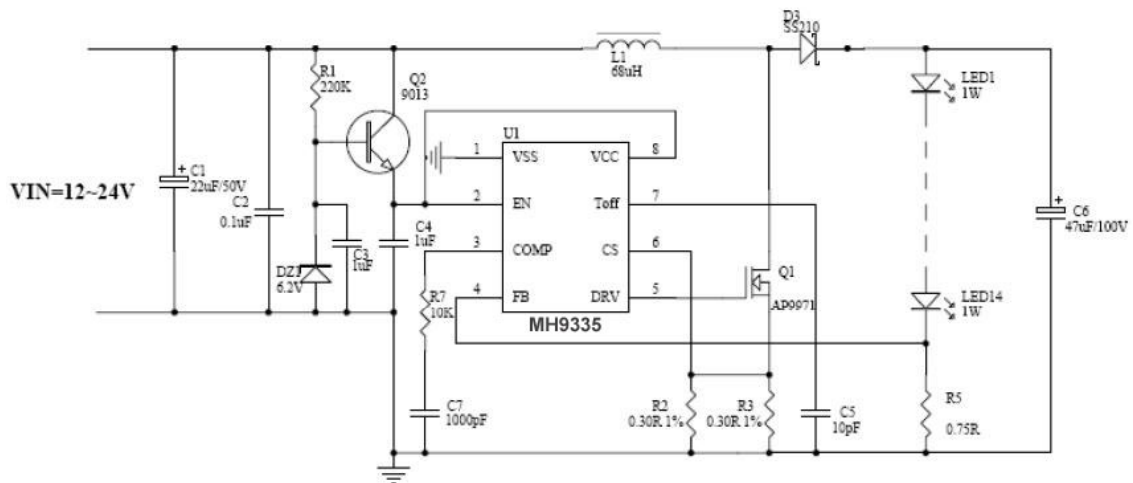 D3
SS210
L1
68uH
R1
220K
Q2
9013
LED1
1W
U1
1
VSS
VCC
8
C1
22uF/50V
VIN=12~24V
C2
0.1uF
2
EN
Toff
7
C4
1uF
C3
1uF
3
COMP
CS
6
C6
47uF/100V
DZ1
6.2V
R7
10K
4
FB
DRV
5
Q1
AP9971
LED14
1W
MH9335
C7
1000pF
R2
0.30R 1%
R3
0.30R 1%
C5
10pF
R5
0.75R